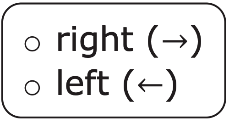 ○ right (→)
○ left (←)